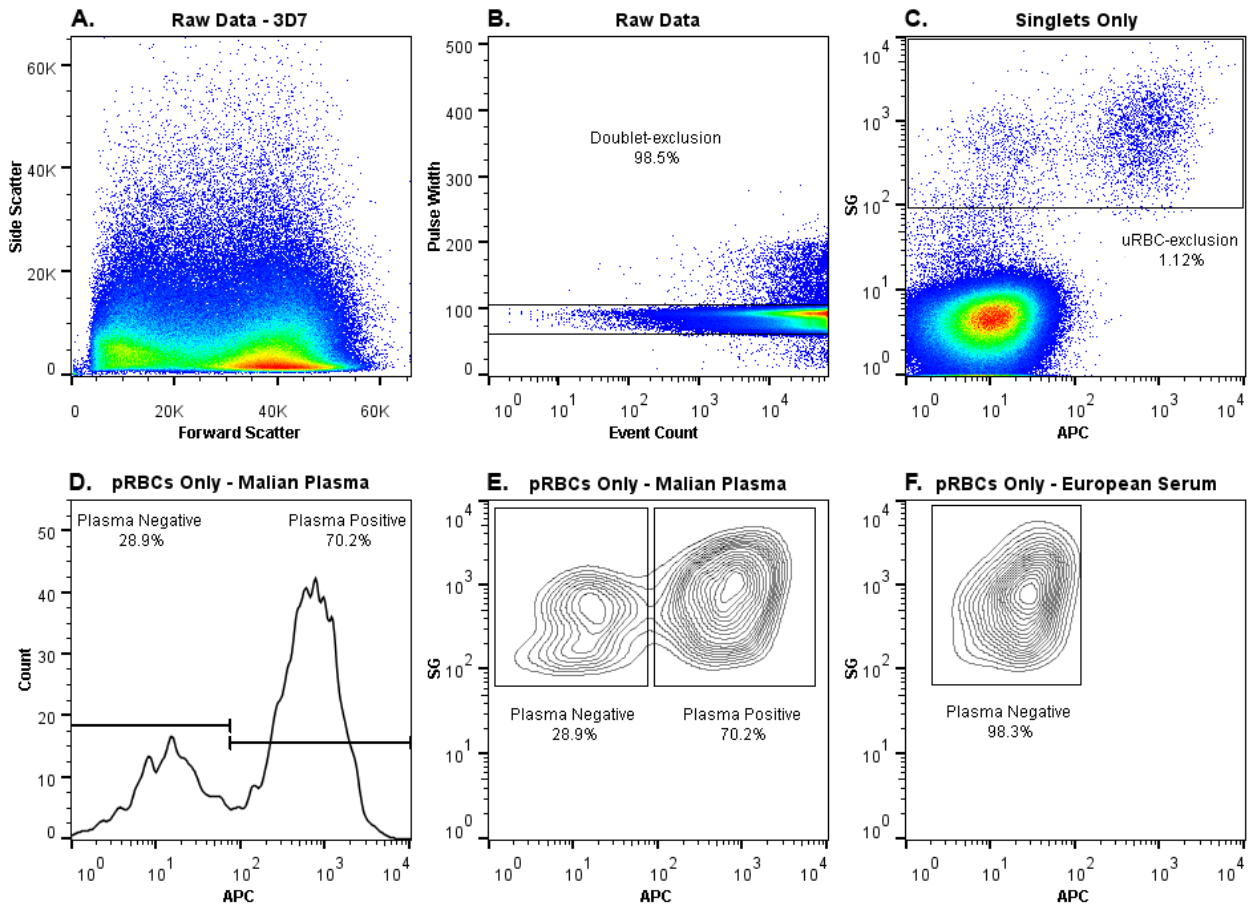 A. Raw Data - 3D7
Side Scatter
60K
40K
20K
0
0 20K 40K 60K
Forward Scatter
B. Raw Data
Pulse Width
500
400
300
200
100
0
Doublet-exclusion
98.5%
10^0 10^1 10^2 10^3 10^4
Event Count
C. Singlets Only
SG
10^4
10^3
10^2
10^1
10^0
uRBC-exclusion
1.12%
10^0 10^1 10^2 10^3 10^4
APC
D. pRBCs Only - Malian Plasma
Count
50
40
30
20
10
0
Plasma Negative
28.9%
Plasma Positive
70.2%
10^0 10^1 10^2 10^3 10^4
APC
E. pRBCs Only - Malian Plasma
SG
10^4
10^3
10^2
10^1
10^0
Plasma Negative
28.9%
Plasma Positive
70.2%
10^0 10^1 10^2 10^3 10^4
APC
F. pRBCs Only - European Serum
SG
10^4
10^3
10^2
10^1
10^0
Plasma Negative
98.3%
10^0 10^1 10^2 10^3 10^4
APC